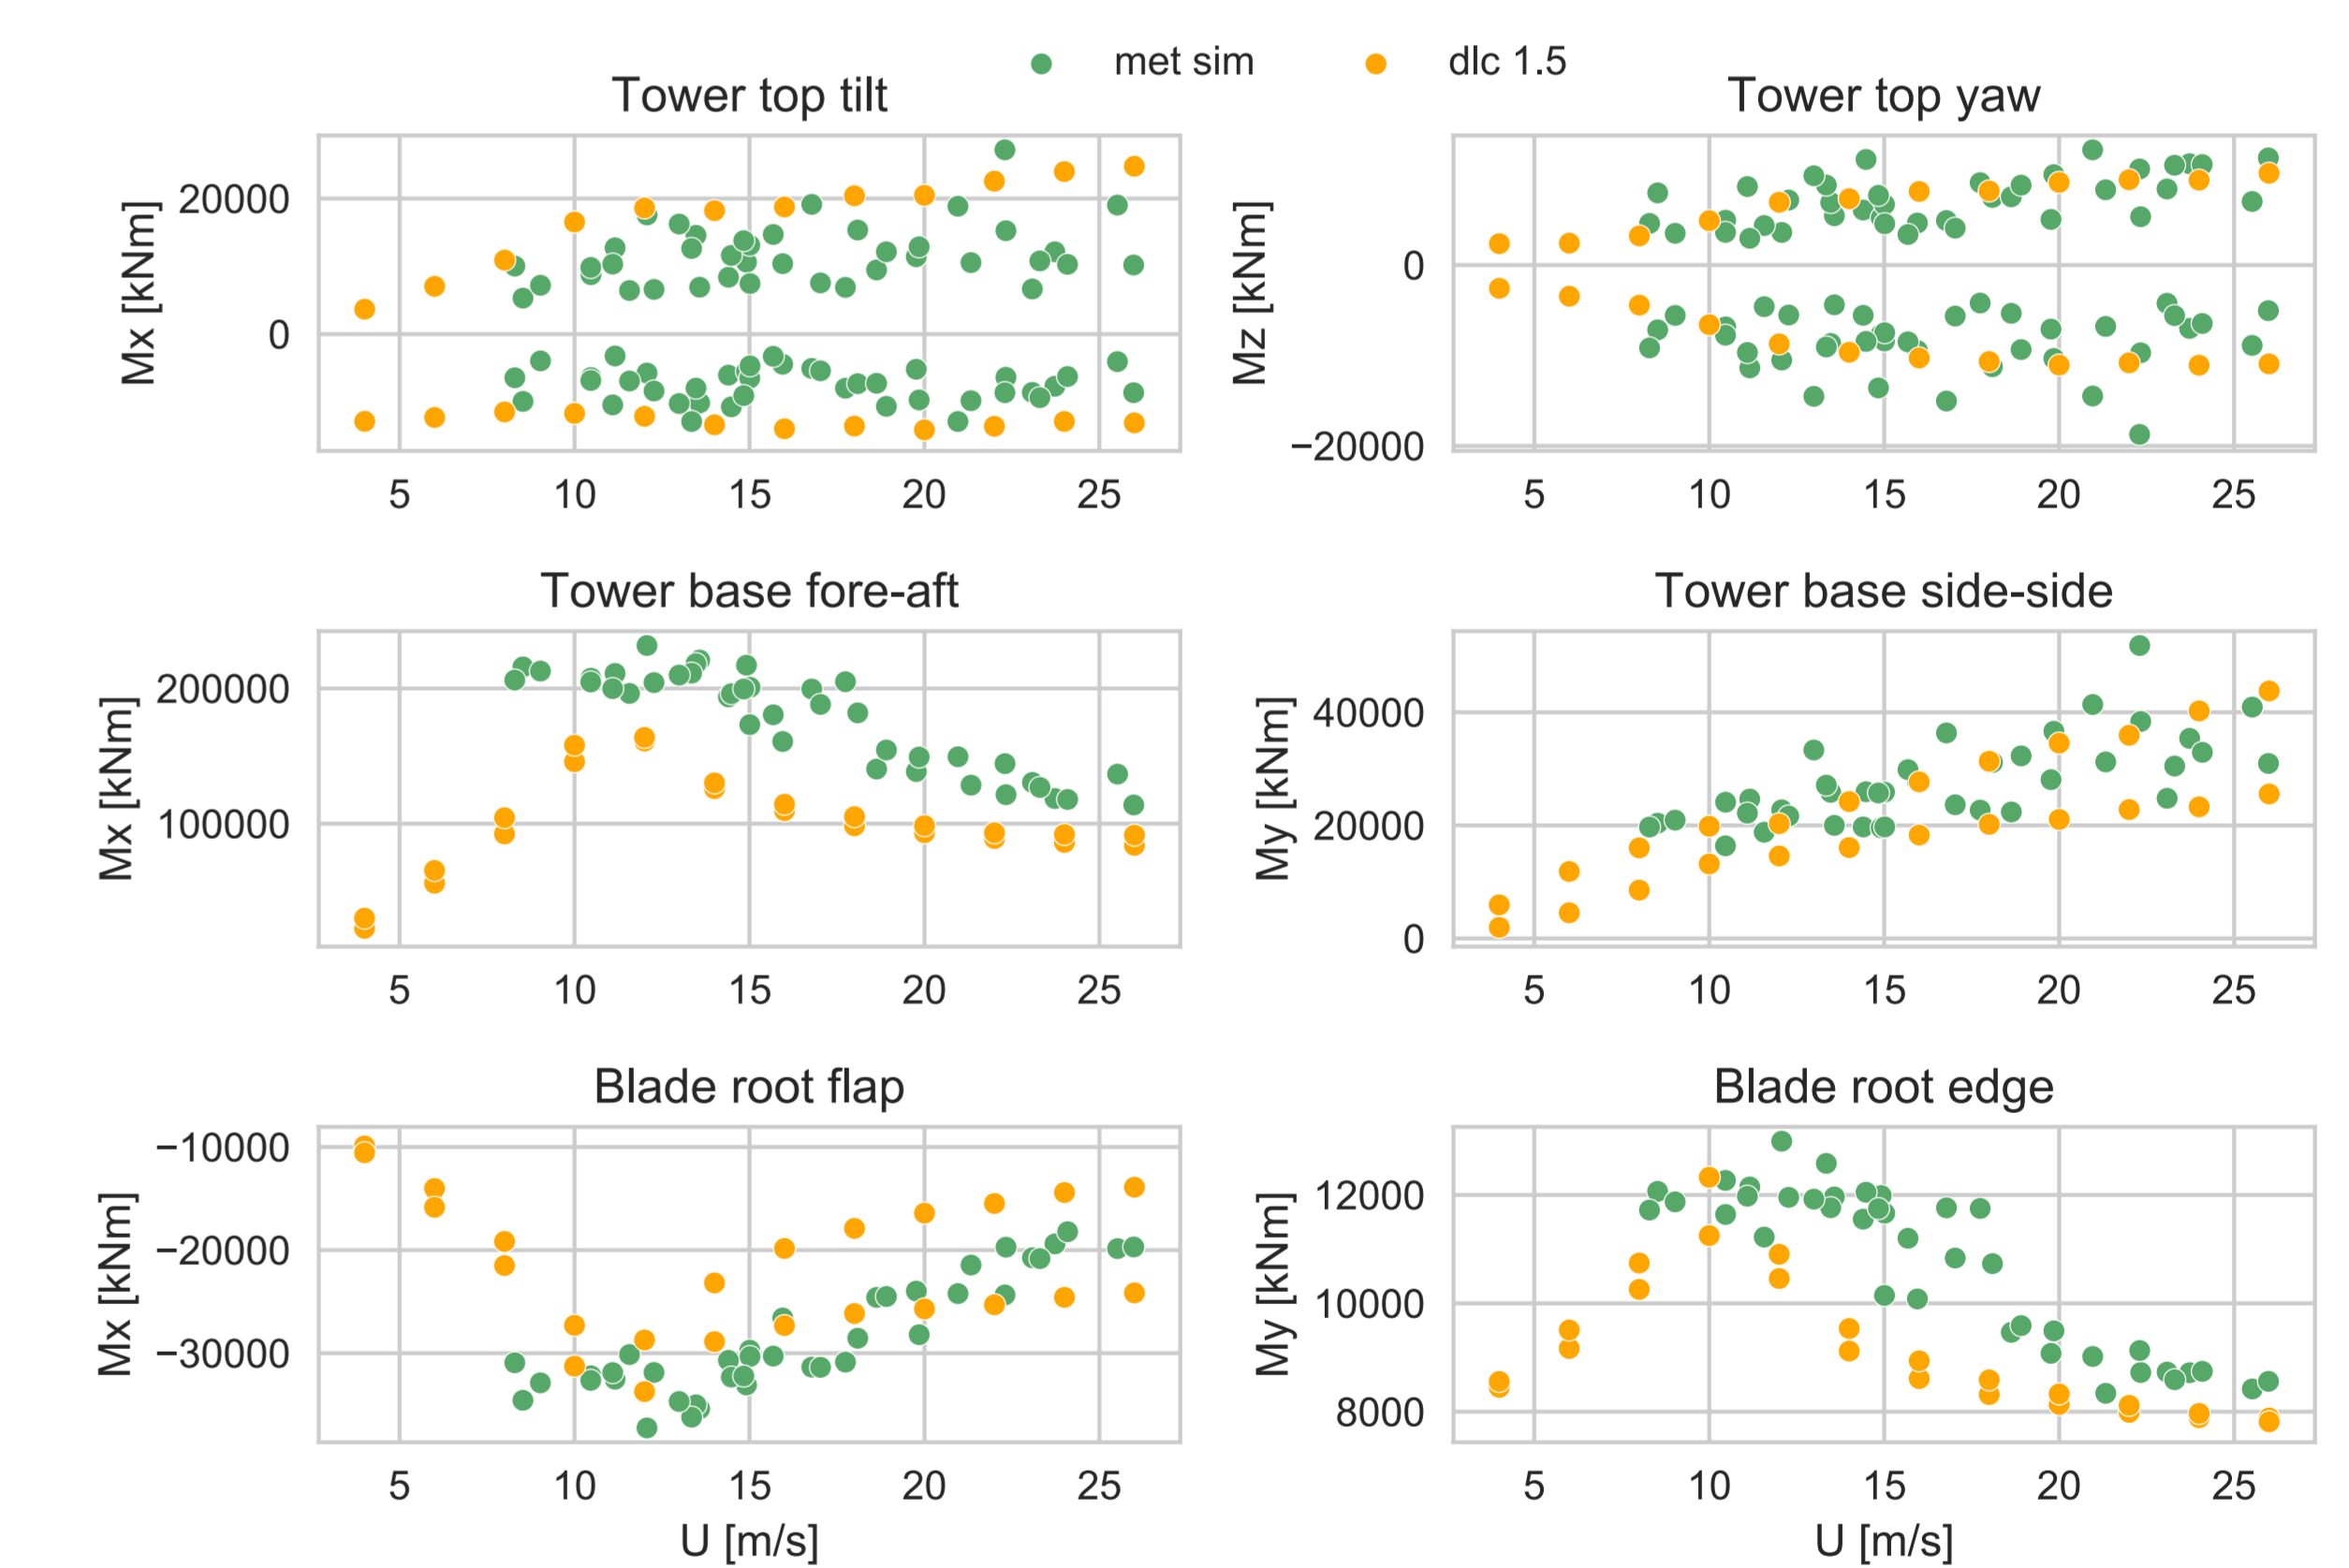 met sim dlc 1.5
Tower top tilt Tower top yaw
Mx [kNm] 20000 0
5 10 15 20 25
Mz [kNm] 0 −20000
5 10 15 20 25
Tower base fore-aft Tower base side-side
Mx [kNm] 200000 100000
5 10 15 20 25
My [kNm] 40000 20000 0
5 10 15 20 25
Blade root flap Blade root edge
Mx [kNm] −10000 −20000 −30000
5 10 15 20 25
U [m/s]
My [kNm] 12000 10000 8000
5 10 15 20 25
U [m/s]